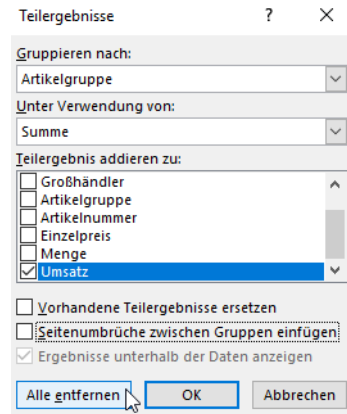 Teilergebnisse ? ×
Gruppieren nach:
Artikelgruppe
Unter Verwendung von:
Summe
Teilergebnis addieren zu:
Großhändler
Artikelgruppe
Artikelnummer
Einzelpreis
Menge
Umsatz
Vorhandene Teilergebnisse ersetzen
Seitenumbrüche zwischen Gruppen einfügen
Ergebnisse unterhalb der Daten anzeigen
Alle entfernen OK Abbrechen